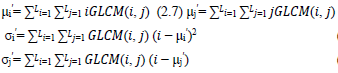 μi′= ∑ᴸi=1 ∑ᴸj=1 iGLCM(i, j) (2.7) μj′= ∑ᴸi=1 ∑ᴸj=1 jGLCM(i, j)
σi′= ∑ᴸi=1 ∑ᴸj=1 GLCM(i, j) (i − μi′)²
σj′= ∑ᴸi=1 ∑ᴸj=1 GLCM(i, j) (i − μj′)